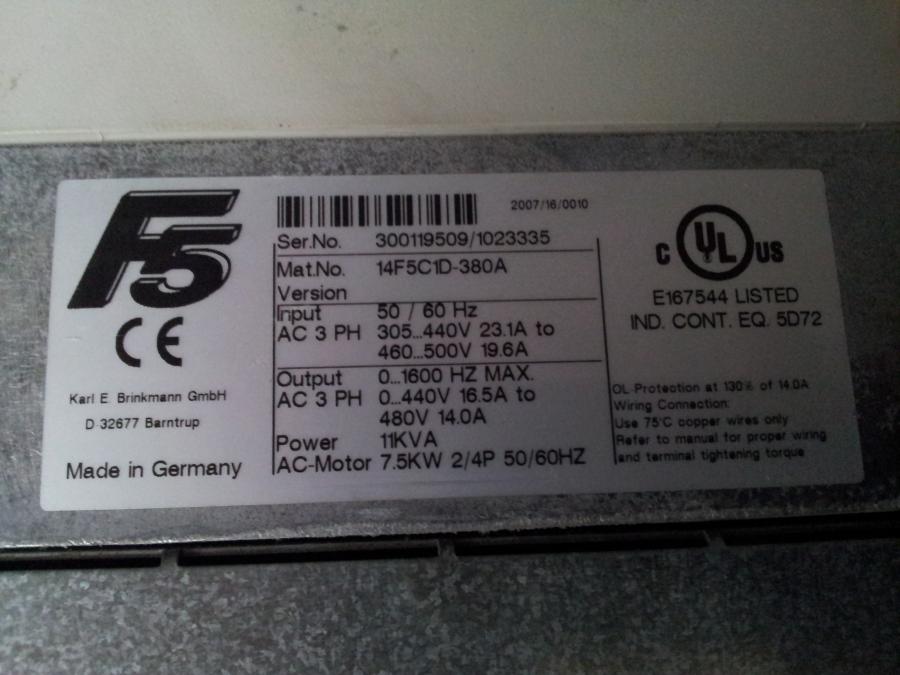 F5
CE
Karl E. Brinkmann GmbH
D-32677 Barntrup
Made in Germany
2007/16/0010
Ser.No. 300119509/1023335
Mat.No. 14F5C1D-380A
Version
Input 50 / 60 Hz
AC 3 PH 305...440V 23.1A to
460...500V 19.6A
Output 0...1600 HZ MAX.
AC 3 PH 0...440V 16.5A to
480V 14.0A
Power 11KVA
AC-Motor 7.5KW 2/4P 50/60HZ
C UL US
E167544 LISTED
IND. CONT. EQ. 5D72
OL-Protection at 130% of 14.0A
Wiring Connection:
Use 75°C copper wires only
Refer to manual for proper wiring
and terminal tightening torque